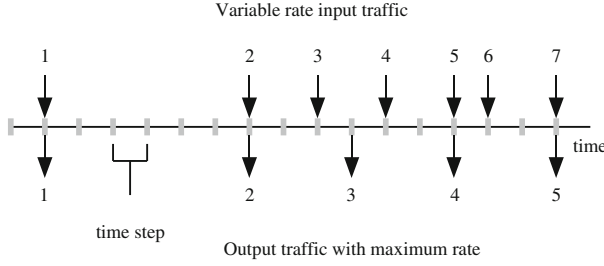 Variable rate input traffic
1 2 3 4 5 6 7
time
1 2 3 4 5
time step
Output traffic with maximum rate